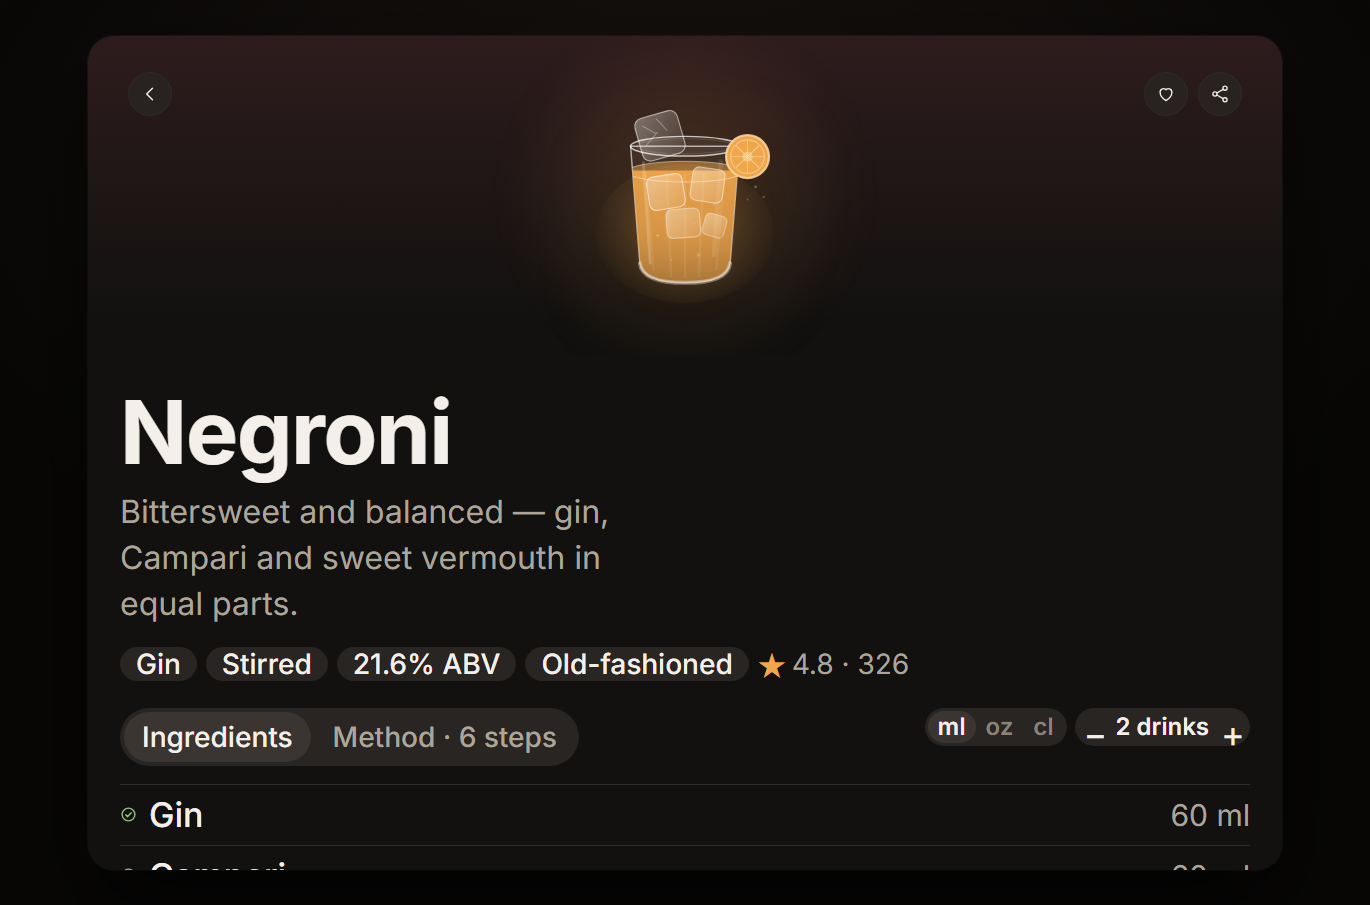 Negroni
Bittersweet and balanced — gin,
Campari and sweet vermouth in
equal parts.
Gin Stirred 21.6% ABV Old-fashioned ★ 4.8 · 326
Ingredients Method · 6 steps ml oz cl − 2 drinks +
Gin 60 ml
Campari